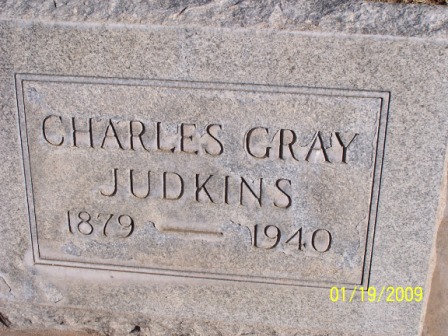 CHARLES GRAY
JUDKINS
1879 — 1940
01/19/2009